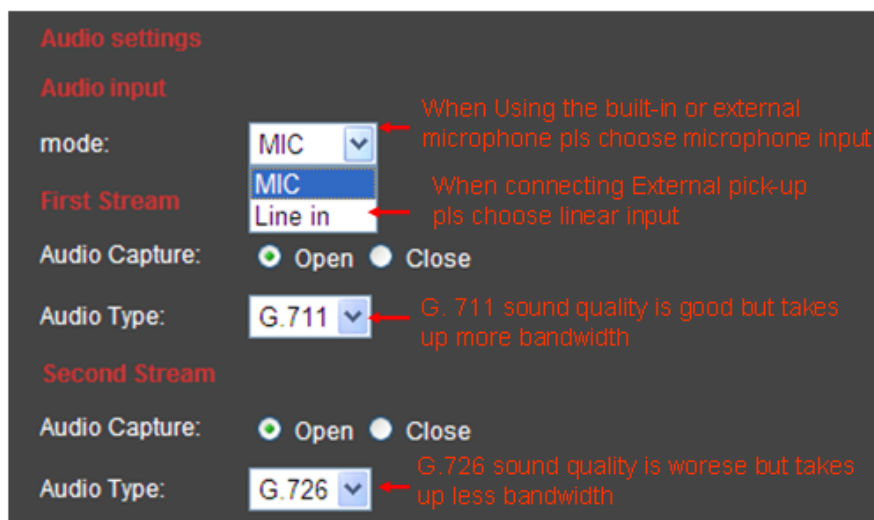 Audio settings
Audio input
When Using the built-in or external
microphone pls choose microphone input
mode:
MIC
MIC
Line in
When connecting External pick-up
pls choose linear input
First Stream
Audio Capture:
Open
Close
Audio Type:
G.711
G. 711 sound quality is good but takes
up more bandwidth
Second Stream
Audio Capture:
Open
Close
Audio Type:
G.726
G.726 sound quality is worese but takes
up less bandwidth